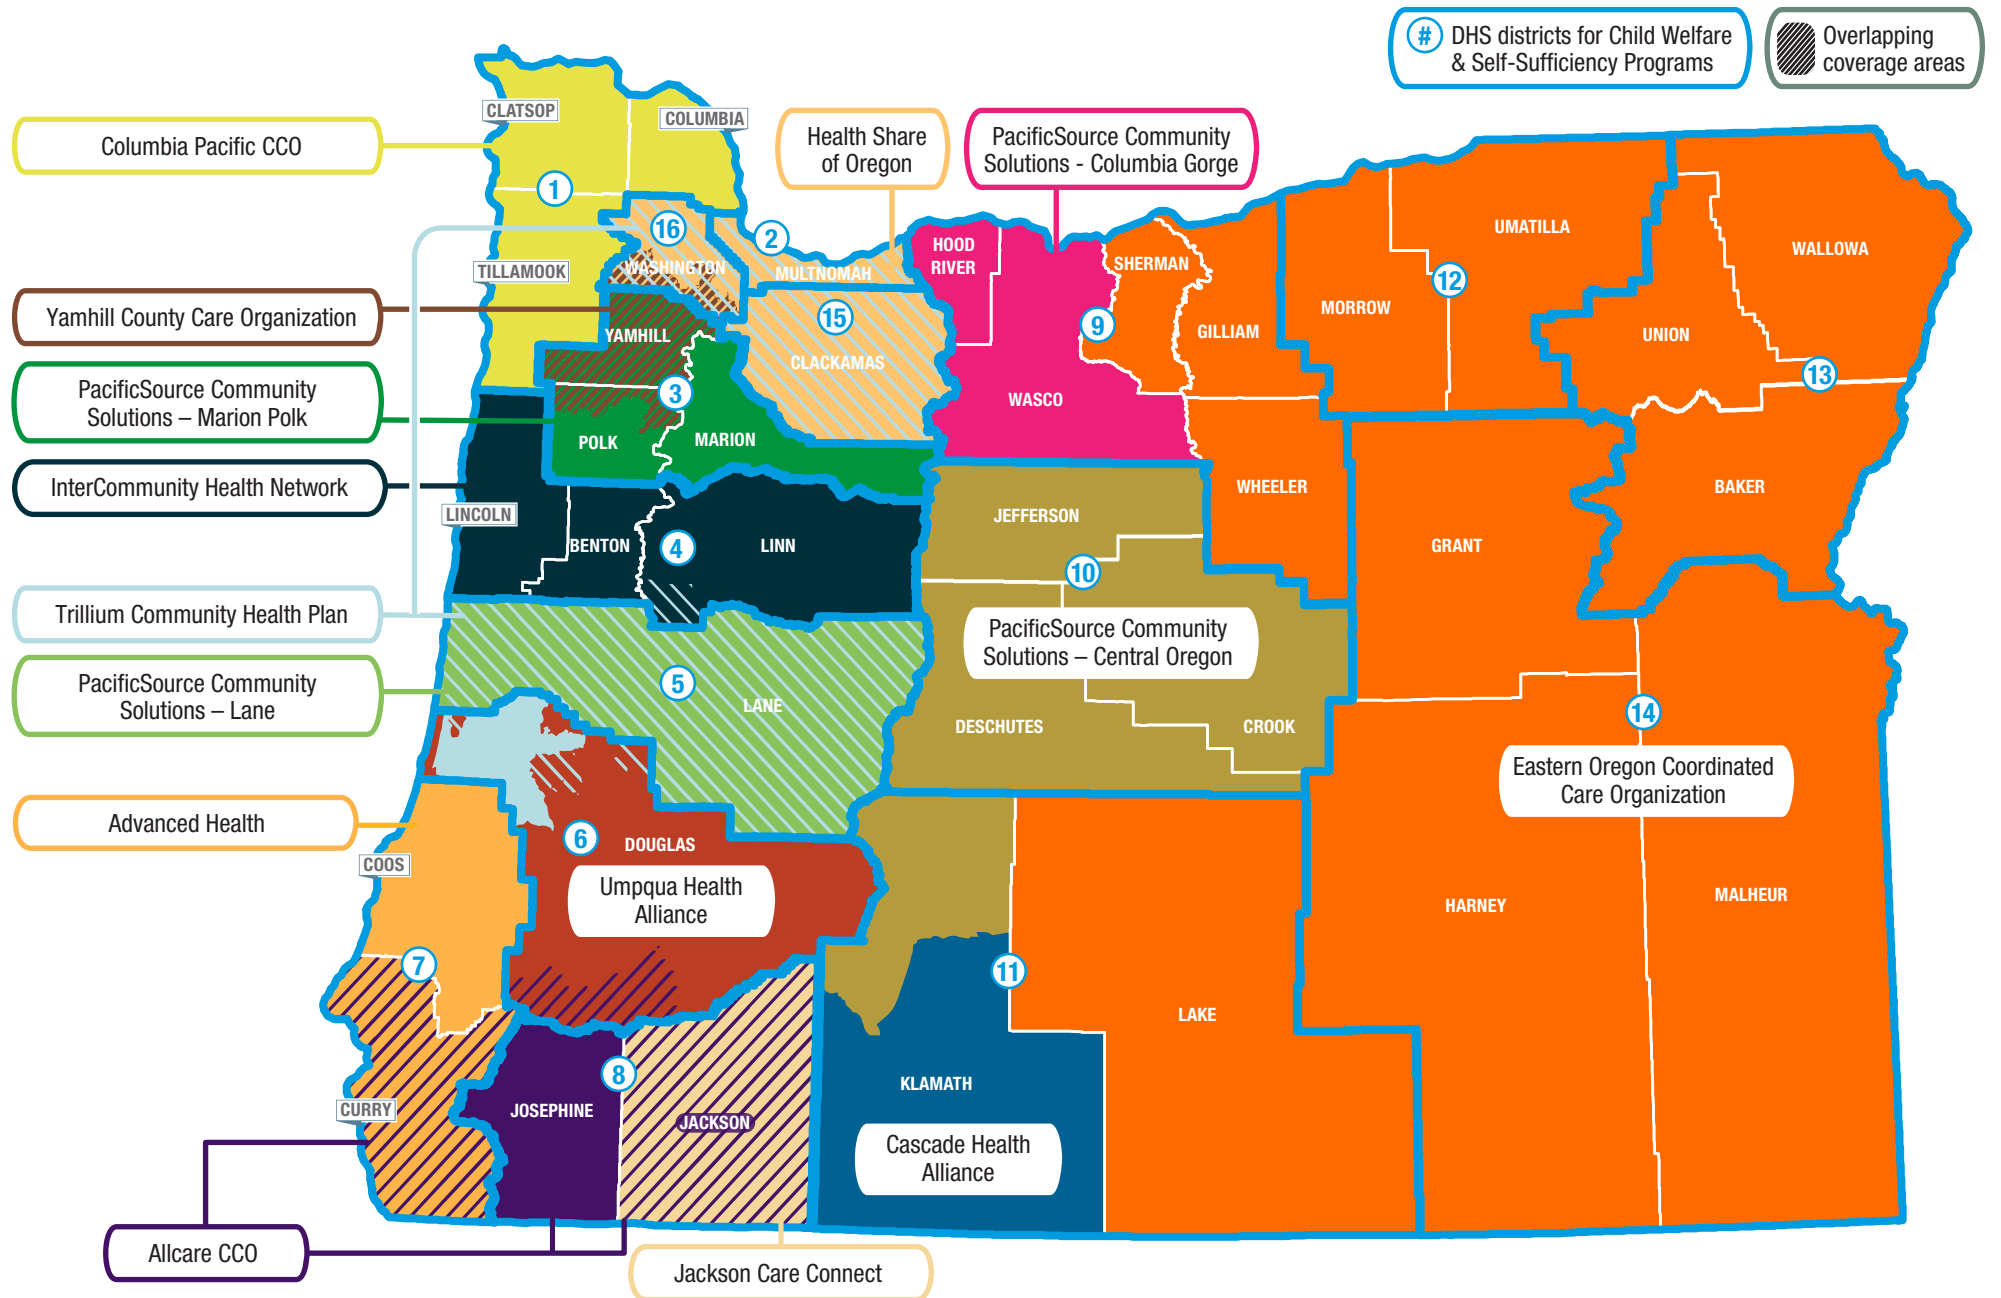 # DHS districts for Child Welfare
& Self-Sufficiency Programs
Overlapping
coverage areas
Columbia Pacific CCO
Yamhill County Care Organization
PacificSource Community
Solutions – Marion Polk
InterCommunity Health Network
Trillium Community Health Plan
PacificSource Community
Solutions – Lane
Advanced Health
Allcare CCO
Jackson Care Connect
Health Share
of Oregon
PacificSource Community
Solutions - Columbia Gorge
PacificSource Community
Solutions – Central Oregon
Eastern Oregon Coordinated
Care Organization
Umpqua Health
Alliance
Cascade Health
Alliance
CLATSOP
COLUMBIA
1
TILLAMOOK
16
WASHINGTON
2
MULTNOMAH
15
CLACKAMAS
YAMHILL
3
POLK
MARION
LINCOLN
BENTON
4
LINN
5
LANE
6
DOUGLAS
COOS
7
CURRY
8
JOSEPHINE
JACKSON
HOOD
RIVER
WASCO
9
SHERMAN
GILLIAM
WHEELER
JEFFERSON
10
DESCHUTES
CROOK
11
KLAMATH
LAKE
MORROW
12
UMATILLA
UNION
WALLOWA
13
BAKER
GRANT
14
HARNEY
MALHEUR